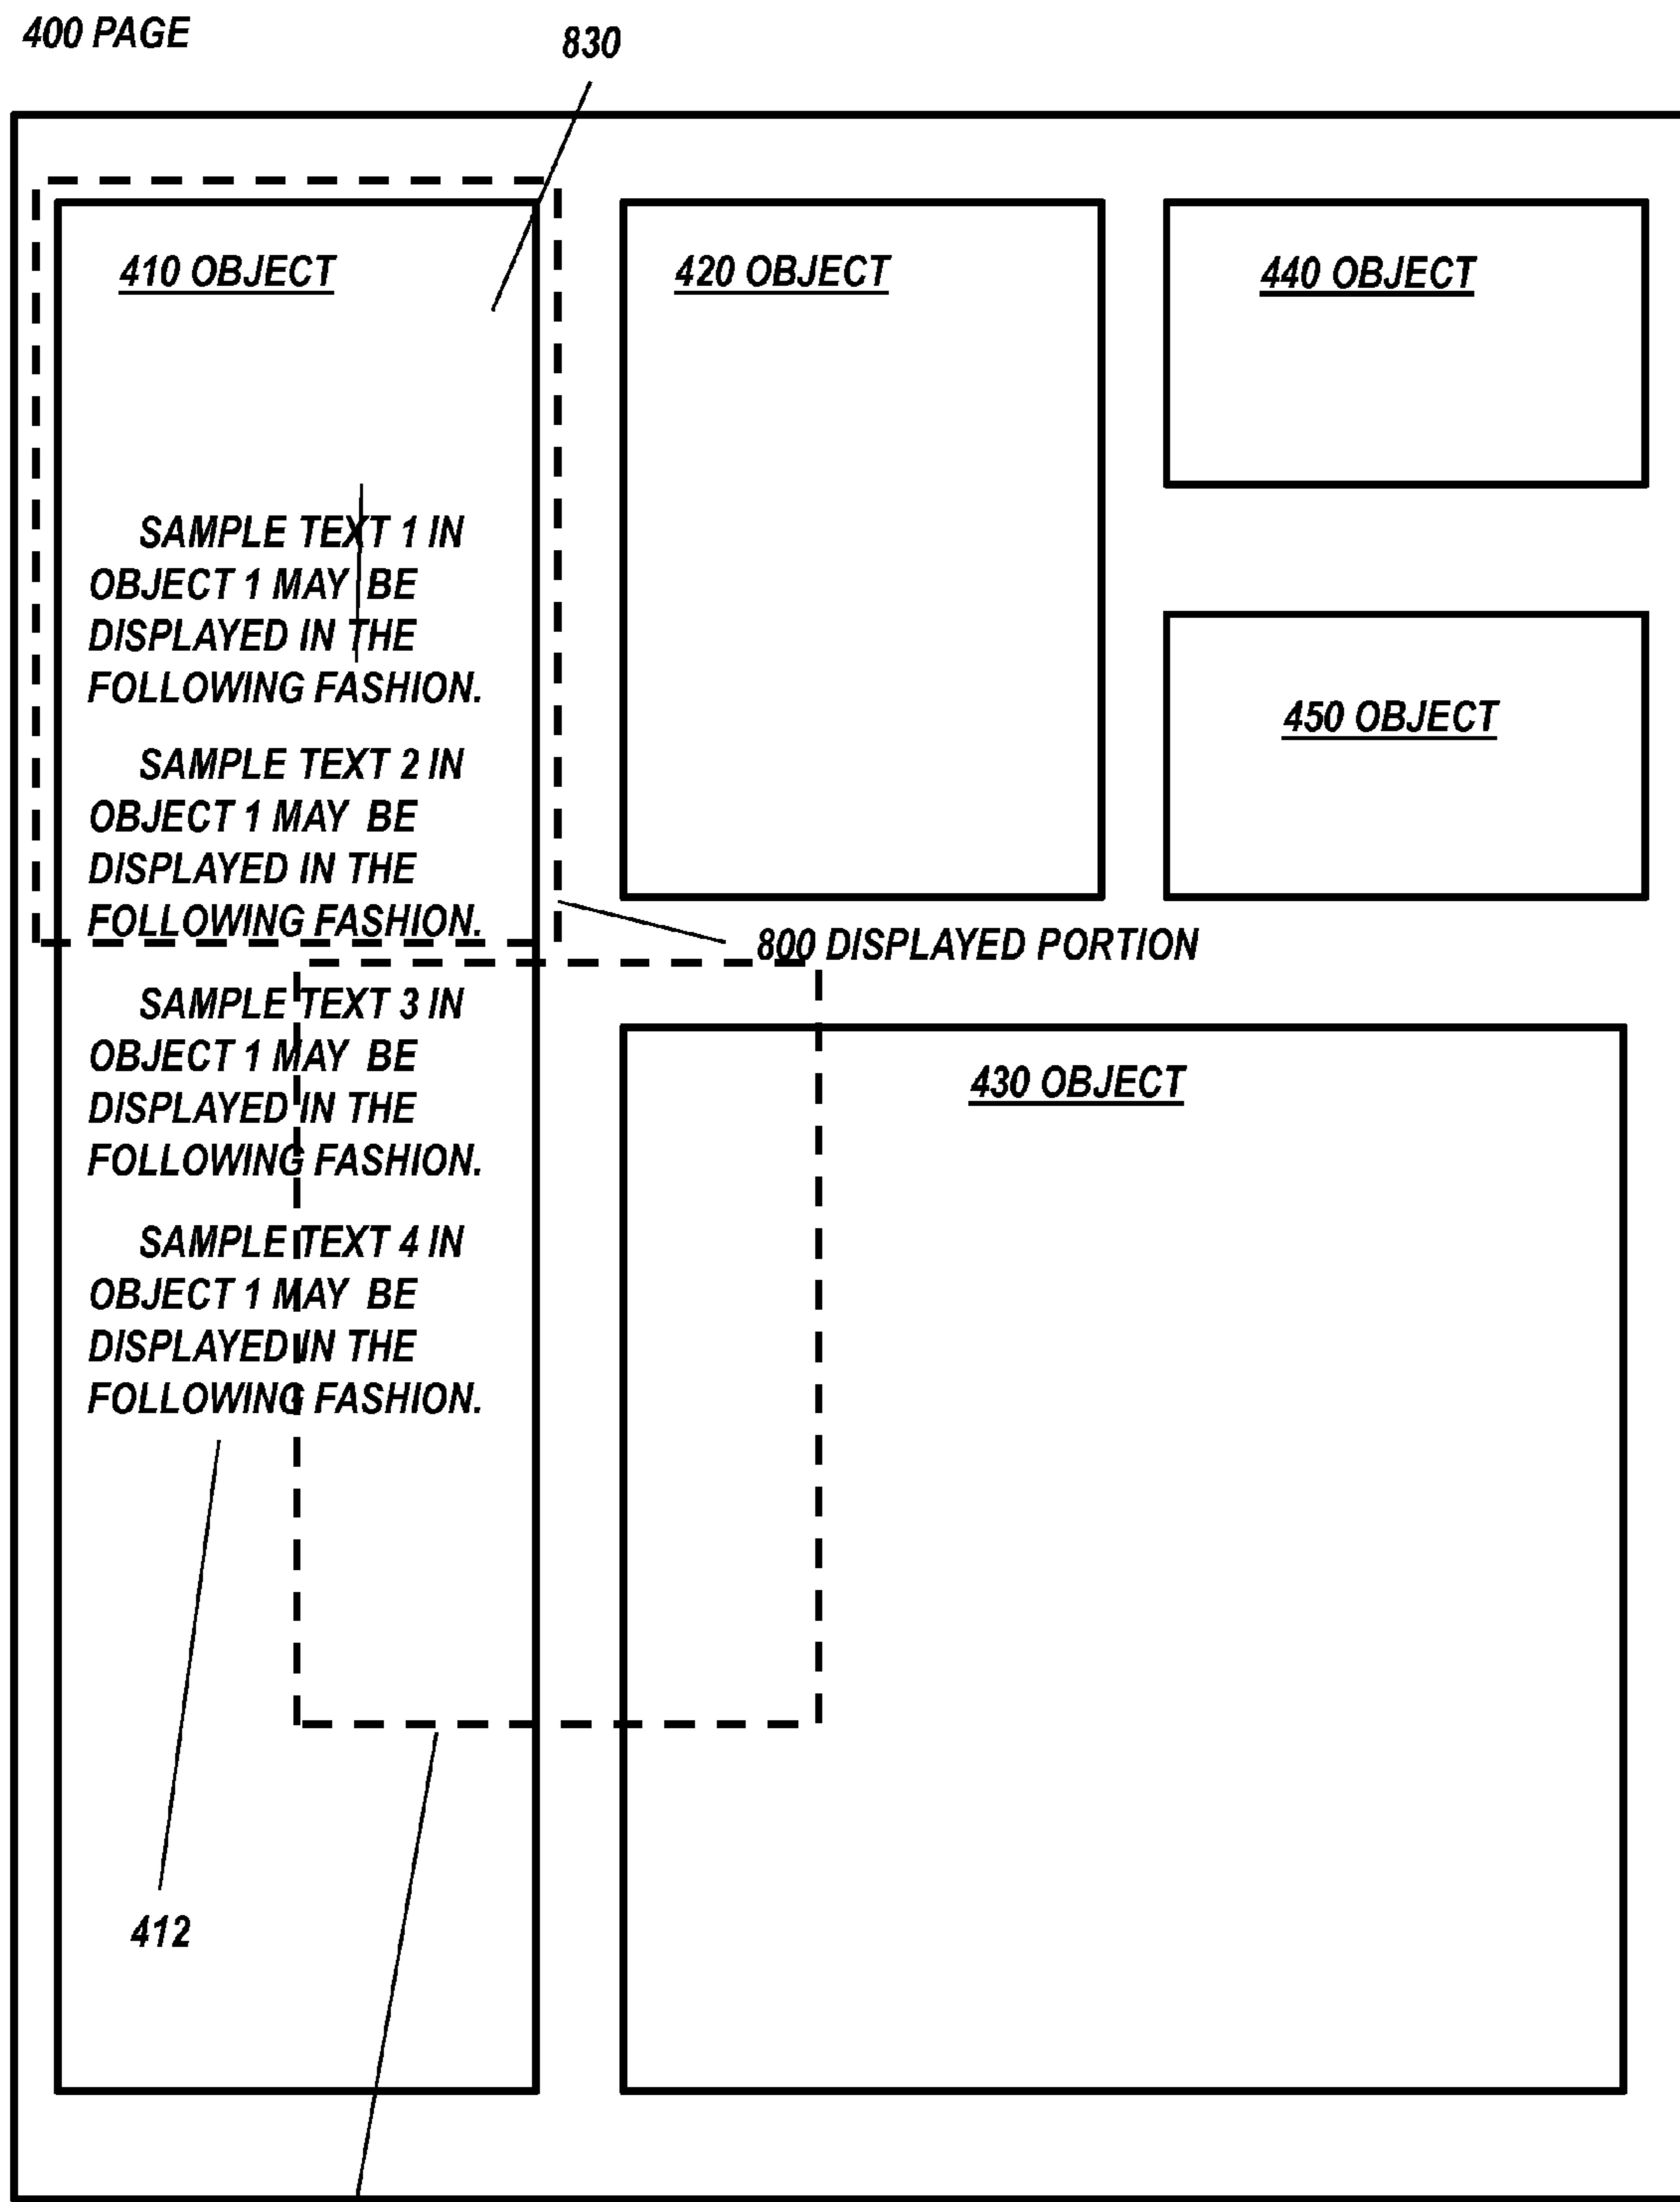 400 PAGE
830
410 OBJECT
420 OBJECT
440 OBJECT
SAMPLE TEXT 1 IN
OBJECT 1 MAY BE
DISPLAYED IN THE
FOLLOWING FASHION.
450 OBJECT
SAMPLE TEXT 2 IN
OBJECT 1 MAY BE
DISPLAYED IN THE
FOLLOWING FASHION.
800 DISPLAYED PORTION
SAMPLE TEXT 3 IN
OBJECT 1 MAY BE
DISPLAYED IN THE
FOLLOWING FASHION.
430 OBJECT
SAMPLE TEXT 4 IN
OBJECT 1 MAY BE
DISPLAYED IN THE
FOLLOWING FASHION.
412